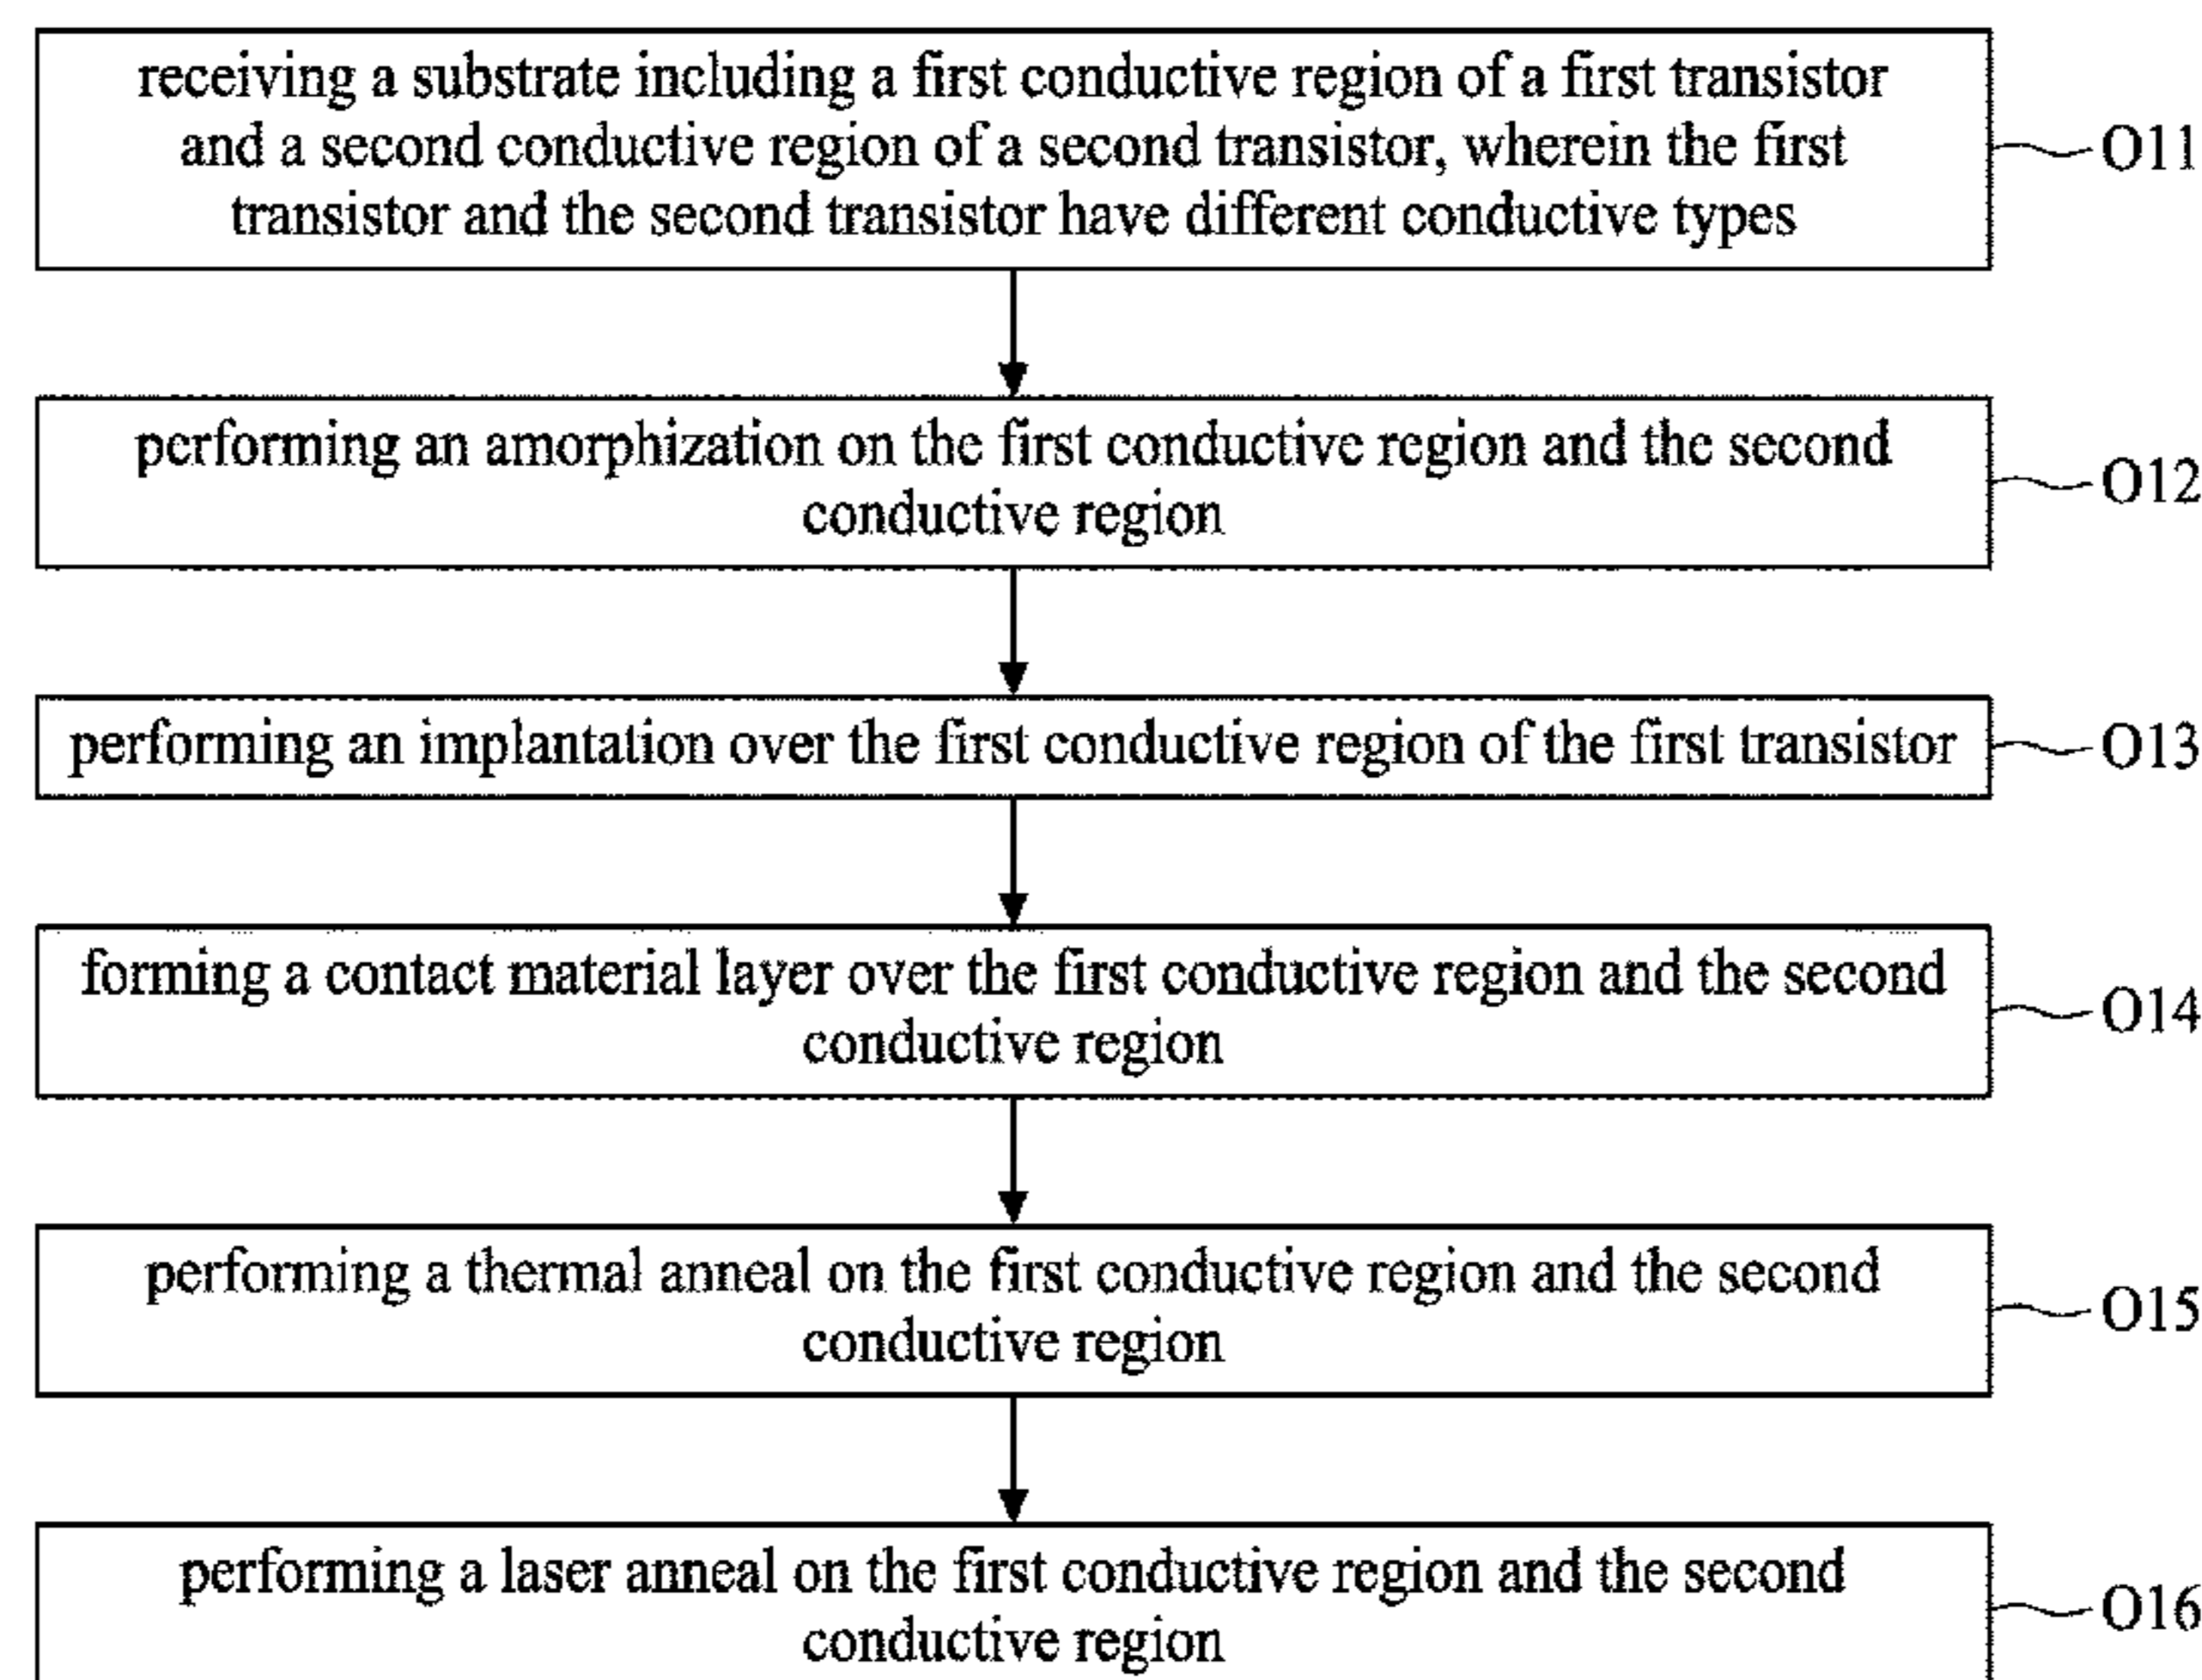 receiving a substrate including a first conductive region of a first transistor
and a second conductive region of a second transistor, wherein the first
transistor and the second transistor have different conductive types
O11
performing an amorphization on the first conductive region and the second
conductive region
O12
performing an implantation over the first conductive region of the first transistor
O13
forming a contact material layer over the first conductive region and the second
conductive region
O14
performing a thermal anneal on the first conductive region and the second
conductive region
O15
performing a laser anneal on the first conductive region and the second
conductive region
O16